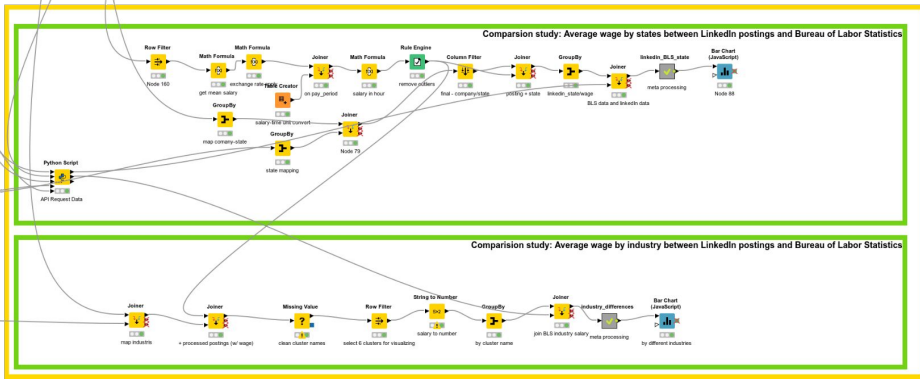 Comparsion study: Average wage by states between LinkedIn postings and Bureau of Labor Statistics
Row Filter
Node 160
Math Formula
get mean salary
Math Formula
exchange rate apply
Table Creator
salary-time unit convert
Joiner
on pay_period
Math Formula
salary in hour
Rule Engine
remove outliers
Column Filter
final - company/state
Joiner
posting + state
GroupBy
linkedin_state/wage
Joiner
BLS data and linkedIn data
linkedin_BLS_state
meta processing
Bar Chart
(JavaScript)
Node 88
GroupBy
map company-state
GroupBy
state mapping
Joiner
Node 79
Python Script
API Request Data
Comparision study: Average wage by industry between LinkedIn postings and Bureau of Labor Statistics
Joiner
map industris
Joiner
+ processed postings (w/ wage)
Missing Value
clean cluster names
Row Filter
select 6 clusters for visualizing
String to Number
salary to number
GroupBy
by cluster name
Joiner
join BLS industry salary
industry_differences
meta processing
Bar Chart
(JavaScript)
by different industries